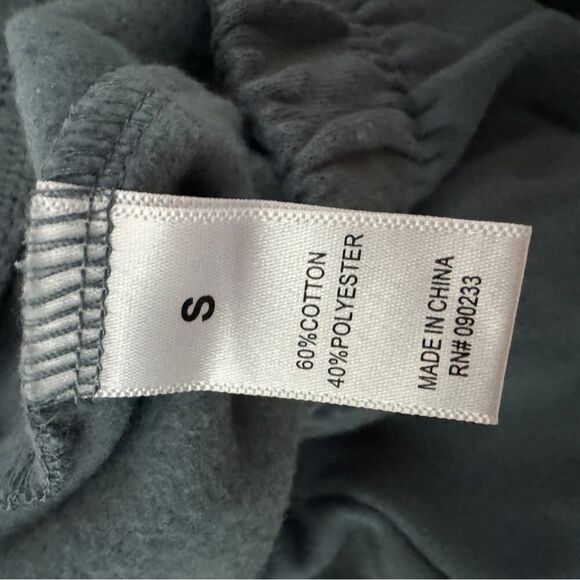 S
60%COTTON
40%POLYESTER
MADE IN CHINA
RN# 090233